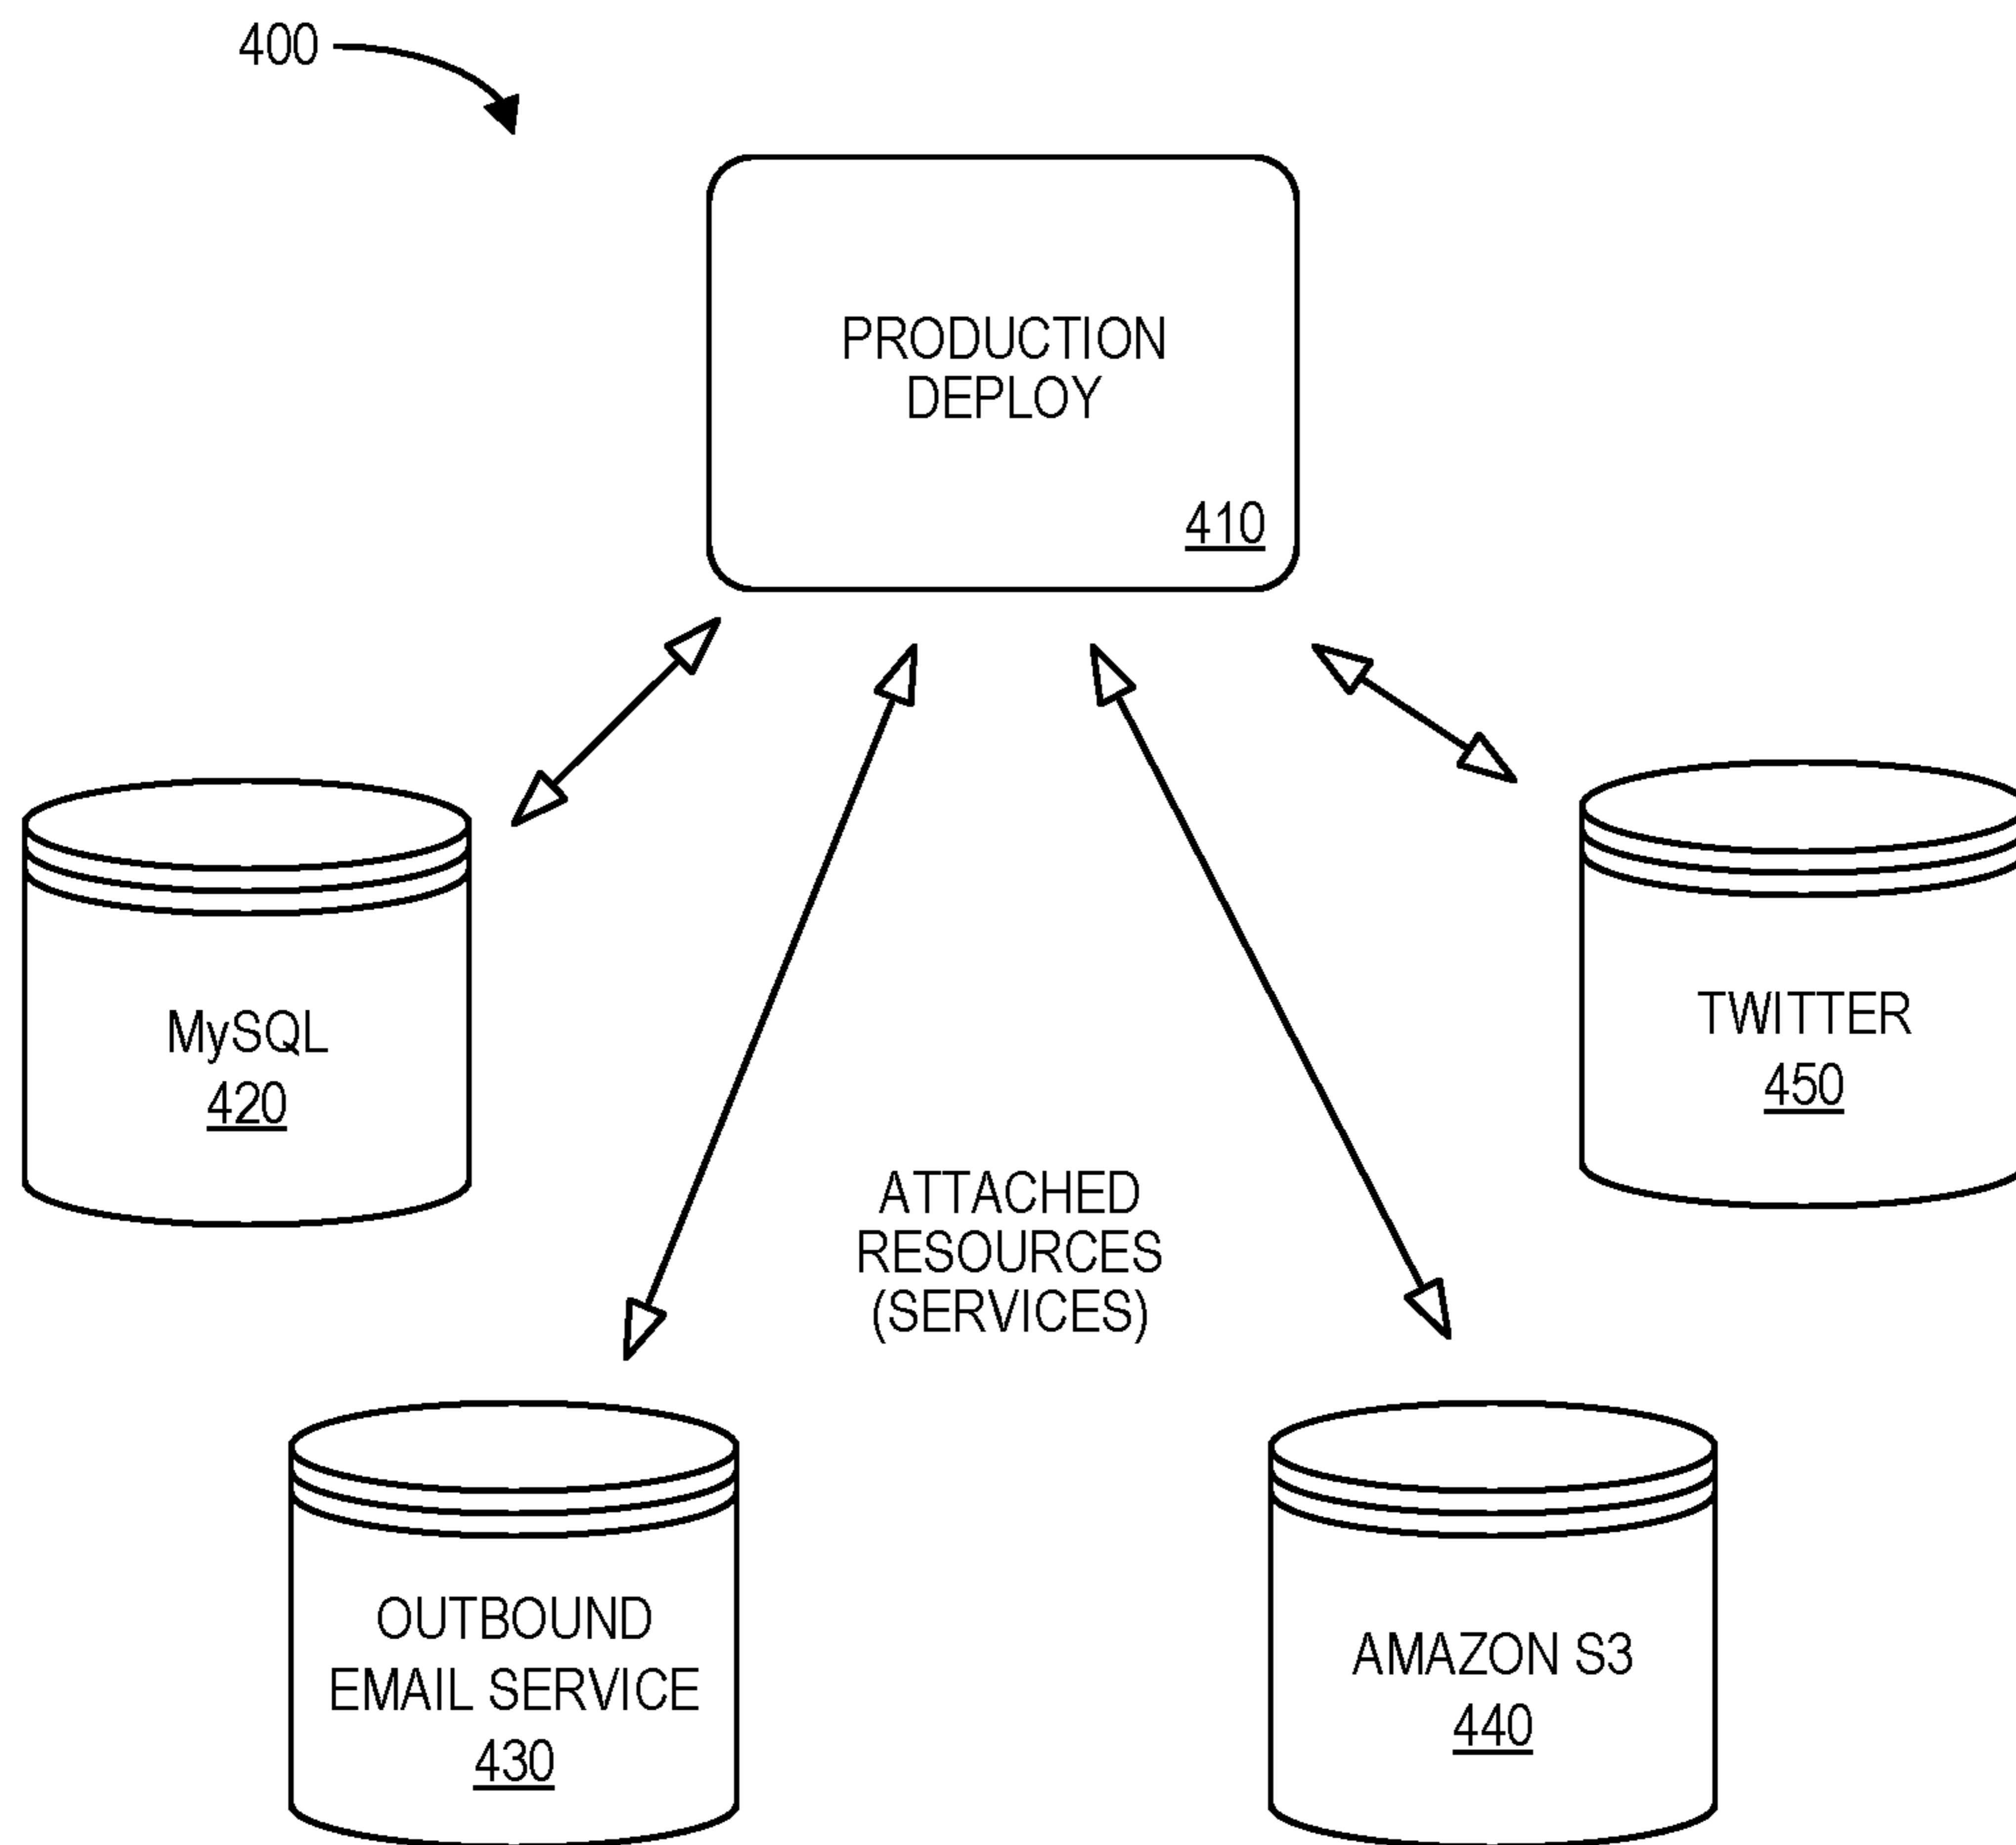 400
PRODUCTION
DEPLOY
410
MySQL
420
TWITTER
450
ATTACHED
RESOURCES
(SERVICES)
OUTBOUND
EMAIL SERVICE
430
AMAZON S3
440